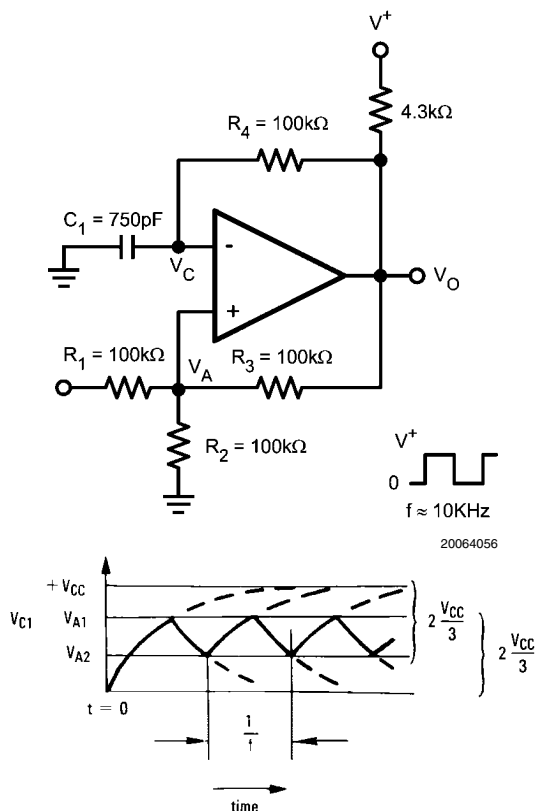 V+
4.3kΩ
R4 = 100kΩ
C1 = 750pF
VC
-
VO
+
R1 = 100kΩ
VA
R3 = 100kΩ
R2 = 100kΩ
V+
0
f ≈ 10KHz
20064056
+ VCC
VC1
VA1
VA2
2 VCC/3
2 VCC/3
t = 0
1/f
time